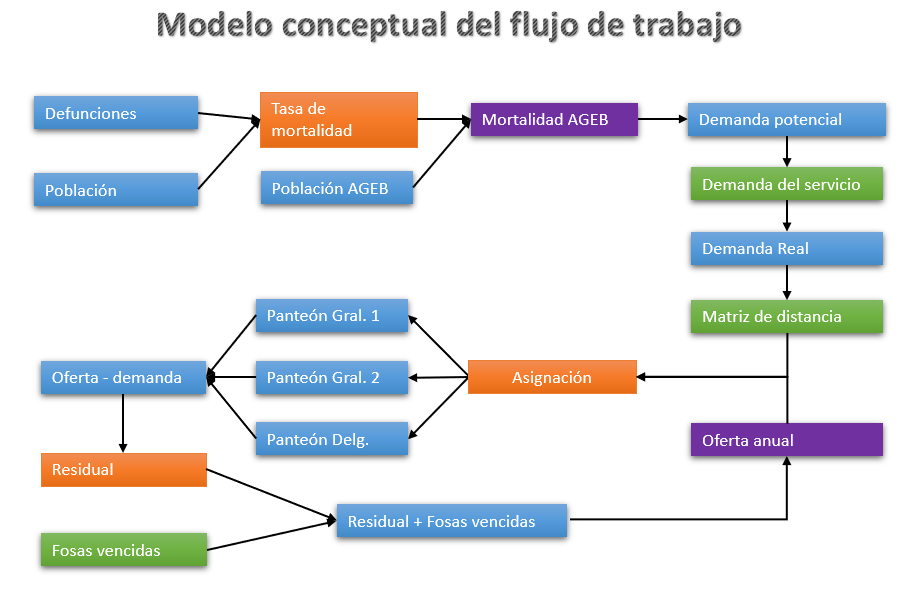 Modelo conceptual del flujo de trabajo
Defunciones
Tasa de
mortalidad
Mortalidad AGEB
Demanda potencial
Población
Población AGEB
Demanda del servicio
Demanda Real
Matriz de distancia
Panteón Gral. 1
Oferta - demanda
Panteón Gral. 2
Asignación
Panteón Delg.
Oferta anual
Residual
Residual + Fosas vencidas
Fosas vencidas